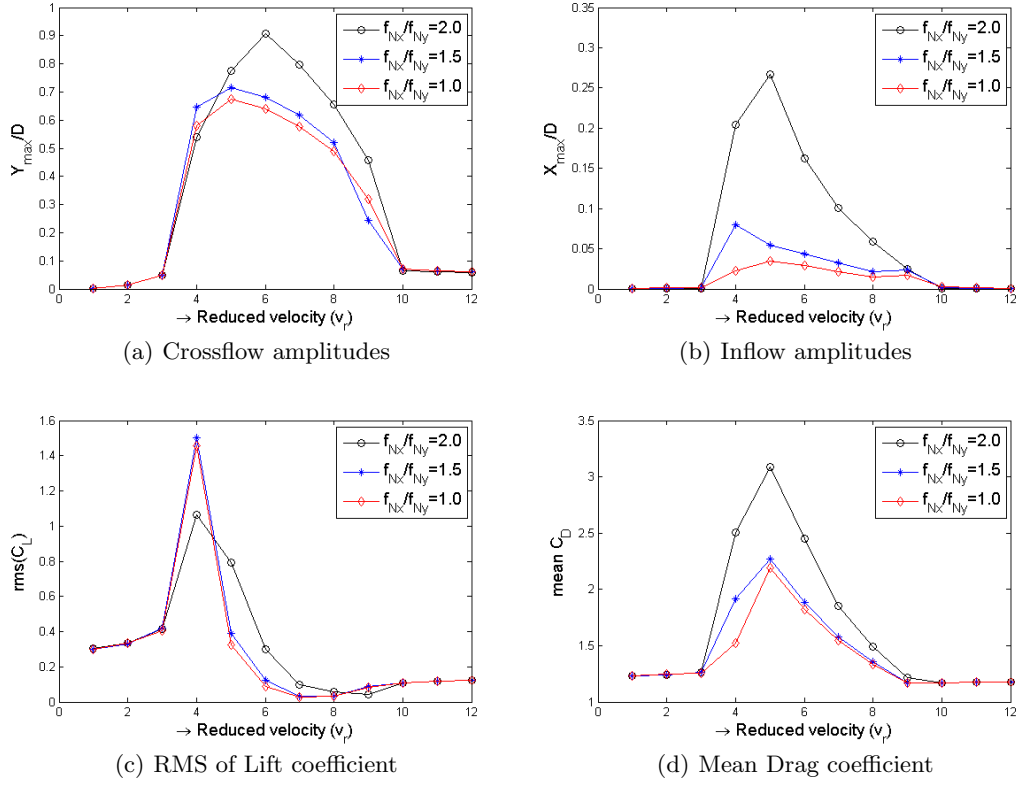 1
0.9
0.8
0.7
0.6
0.5
0.4
0.3
0.2
0.1
0
Y_max/D
0 2 4 6 8 10 12
→ Reduced velocity (v_r)
f_Nx/f_Ny=2.0
f_Nx/f_Ny=1.5
f_Nx/f_Ny=1.0
(a) Crossflow amplitudes
0.35
0.3
0.25
0.2
0.15
0.1
0.05
0
X_max/D
0 2 4 6 8 10 12
→ Reduced velocity (v_r)
f_Nx/f_Ny=2.0
f_Nx/f_Ny=1.5
f_Nx/f_Ny=1.0
(b) Inflow amplitudes
1.6
1.4
1.2
1
0.8
0.6
0.4
0.2
0
rms(C_L)
0 2 4 6 8 10 12
→ Reduced velocity (v_r)
f_Nx/f_Ny=2.0
f_Nx/f_Ny=1.5
f_Nx/f_Ny=1.0
(c) RMS of Lift coefficient
3.5
3
2.5
2
1.5
1
mean C_D
0 2 4 6 8 10 12
→ Reduced velocity (v_r)
f_Nx/f_Ny=2.0
f_Nx/f_Ny=1.5
f_Nx/f_Ny=1.0
(d) Mean Drag coefficient